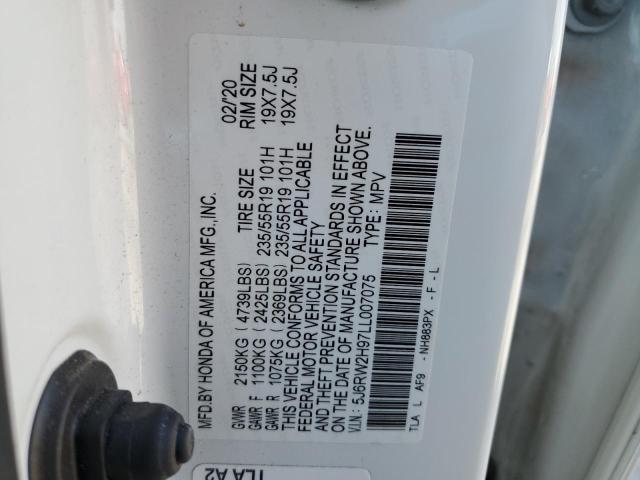 MFD.BY HONDA OF AMERICA MFG.,INC. 02/'20
TIRE SIZE RIM SIZE
GVWR 2150KG (4739LBS)
GAWR F 1100KG (2425LBS) 235/55R19 101H 19X7.5J
GAWR R 1075KG (2369LBS) 235/55R19 101H 19X7.5J
THIS VEHICLE CONFORMS TO ALL APPLICABLE
FEDERAL MOTOR VEHICLE SAFETY
AND THEFT PREVENTION STANDARDS IN EFFECT
ON THE DATE OF MANUFACTURE SHOWN ABOVE.
V.I.N.: 5J6RW2H97LL007075 TYPE: MPV
TLA L AF9 - NH883PX - F - L
TLA A2